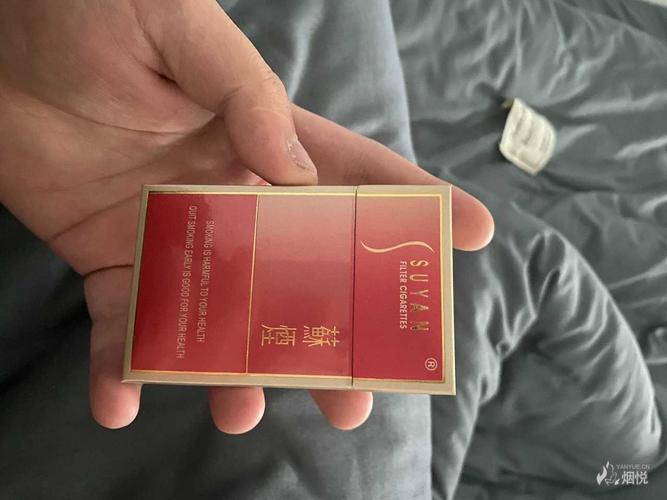 SUYAN
FILTER CIGARETTES
®
蘇
煙
SMOKING IS HARMFUL TO YOUR HEALTH
QUIT SMOKING EARLY IS GOOD FOR YOUR HEALTH
YANYUE.CN
烟悦